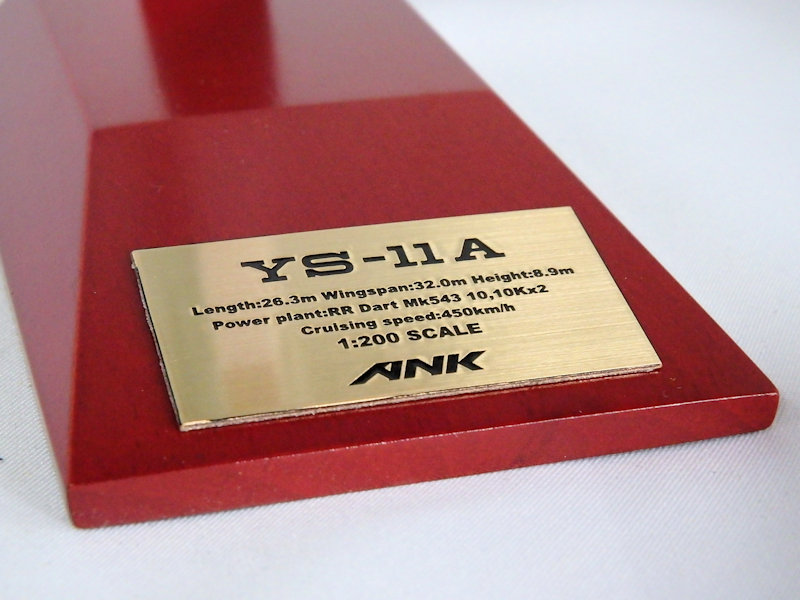 YS-11A
Length:26.3m Wingspan:32.0m Height:8.9m
Power plant:RR Dart Mk543 10,10Kx2
Cruising speed:450km/h
1:200 SCALE
ANK